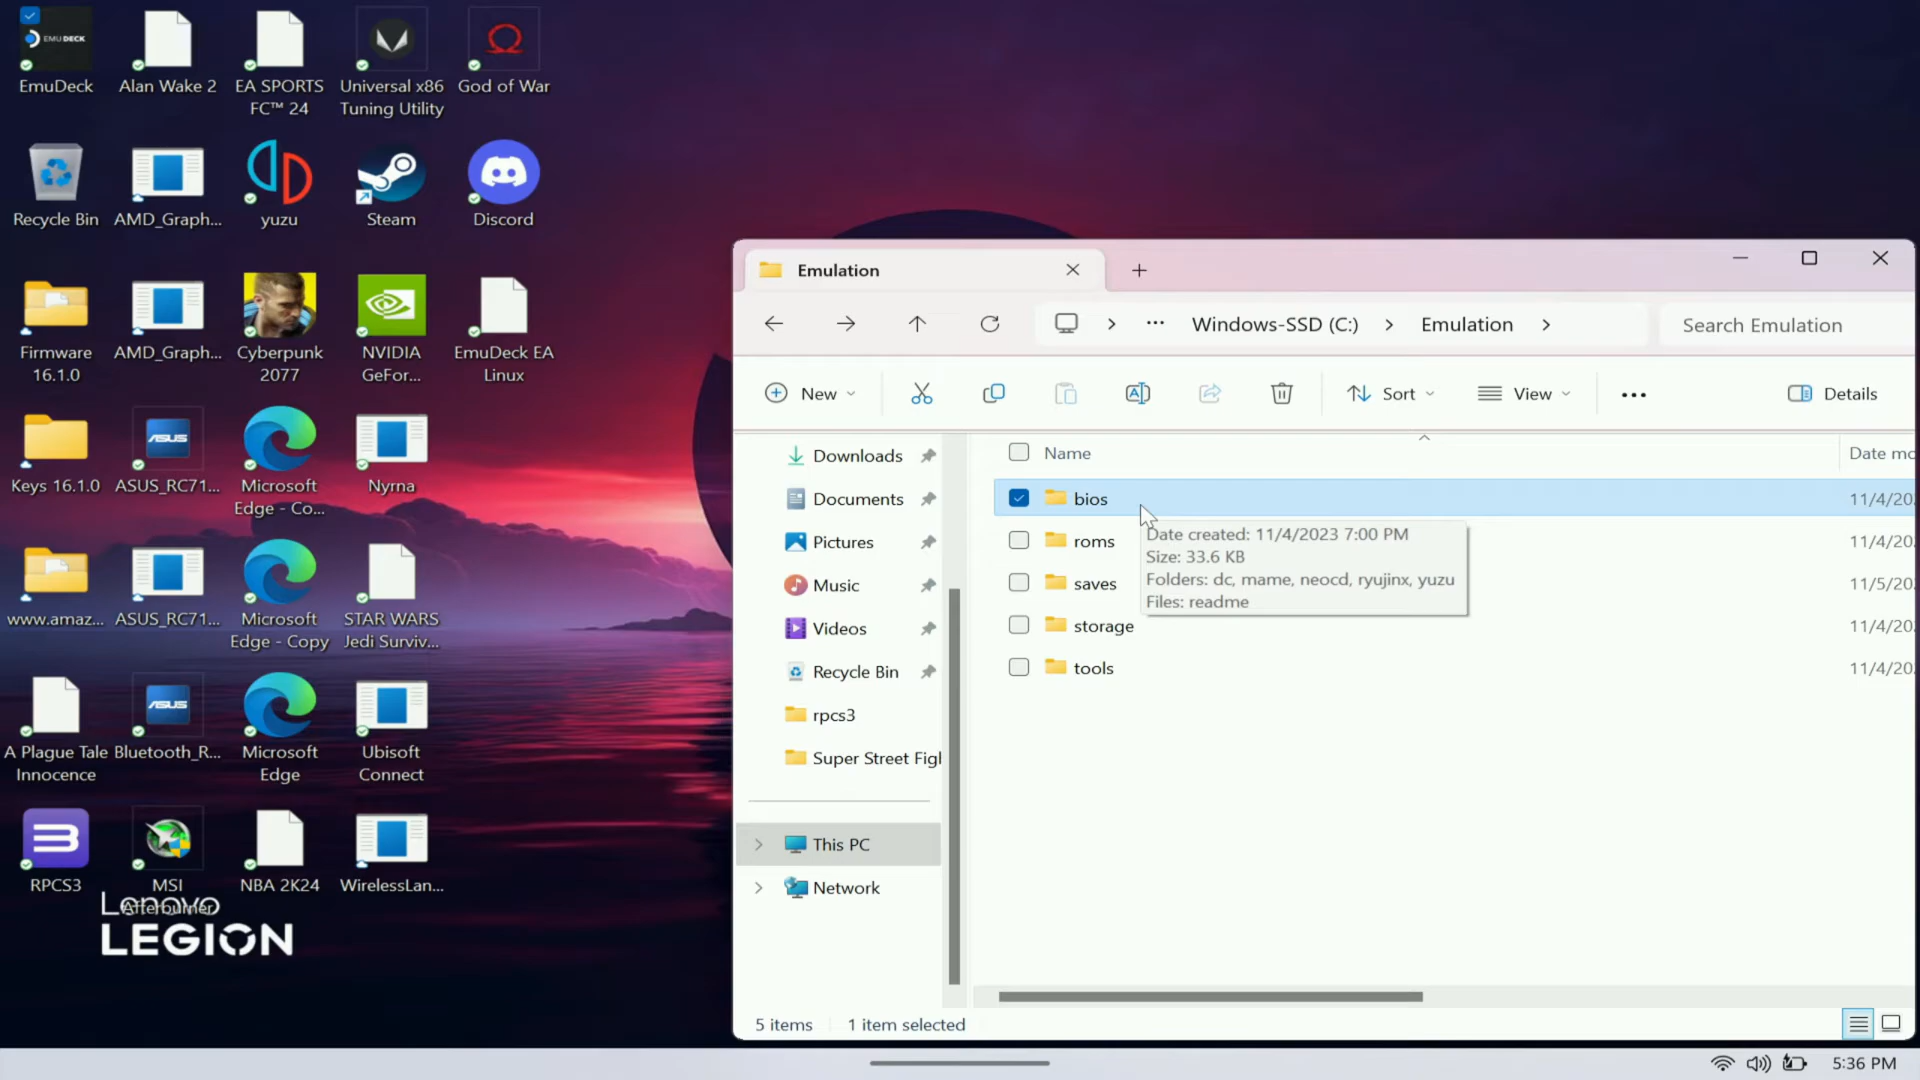 EMU DECK
EmuDeck
Alan Wake 2
EA SPORTS
FC™ 24
Universal x86
Tuning Utility
God of War
Recycle Bin
AMD_Graph...
yuzu
Steam
Discord
Firmware
16.1.0
AMD_Graph...
Cyberpunk
2077
NVIDIA
GeFor...
EmuDeck EA
Linux
Keys 16.1.0
ASUS
ASUS_RC71...
Microsoft
Edge - Co...
Nyrna
www.amaz...
ASUS_RC71...
Microsoft
Edge - Copy
STAR WARS
Jedi Surviv...
A Plague Tale
Innocence
ASUS
Bluetooth_R...
Microsoft
Edge
Ubisoft
Connect
RPCS3
MSI
Afterburner
NBA 2K24
WirelessLan...
Lenovo
LEGION
Emulation
Windows-SSD (C:)
Emulation
Search Emulation
New
Sort
View
Details
Downloads
Documents
Pictures
Music
Videos
Recycle Bin
rpcs3
Super Street Figl
This PC
Network
Name
Date mo
bios
11/4/20
roms
11/4/20
saves
11/5/20
storage
11/4/20
tools
11/4/20
Date created: 11/4/2023 7:00 PM
Size: 33.6 KB
Folders: dc, mame, neocd, ryujinx, yuzu
Files: readme
5 items
1 item selected
5:36 PM